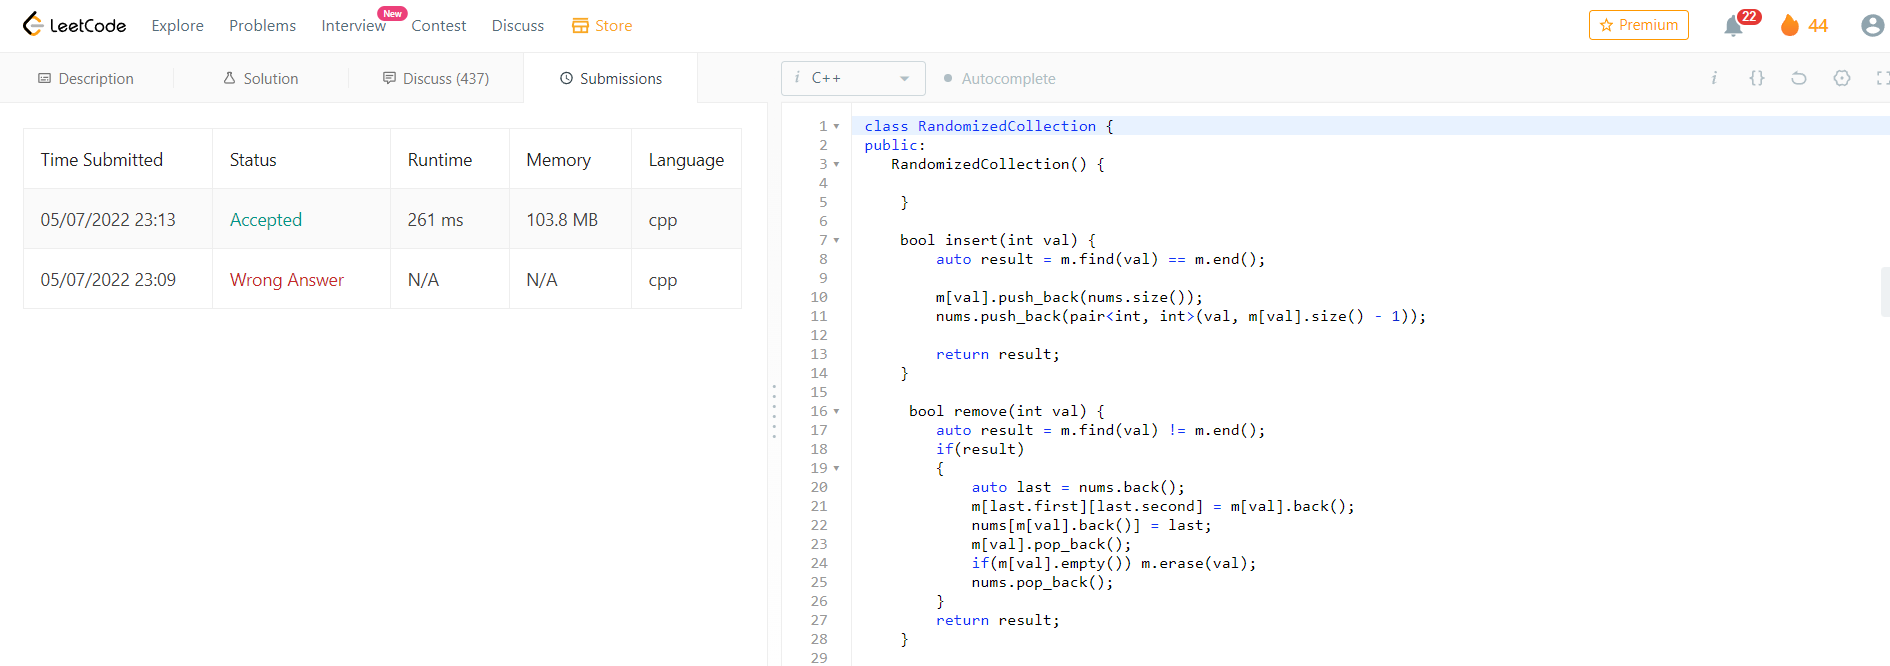 LeetCode Explore Problems Interview New Contest Discuss Store Premium 22 44
Description Solution Discuss (437) Submissions i C++ Autocomplete i {}
Time Submitted Status Runtime Memory Language
05/07/2022 23:13 Accepted 261 ms 103.8 MB cpp
05/07/2022 23:09 Wrong Answer N/A N/A cpp
1 class RandomizedCollection {
2 public:
3 RandomizedCollection() {
4
5 }
6
7 bool insert(int val) {
8 auto result = m.find(val) == m.end();
9
10 m[val].push_back(nums.size());
11 nums.push_back(pair<int, int>(val, m[val].size() - 1));
12
13 return result;
14 }
15
16 bool remove(int val) {
17 auto result = m.find(val) != m.end();
18 if(result)
19 {
20 auto last = nums.back();
21 m[last.first][last.second] = m[val].back();
22 nums[m[val].back()] = last;
23 m[val].pop_back();
24 if(m[val].empty()) m.erase(val);
25 nums.pop_back();
26 }
27 return result;
28 }
29